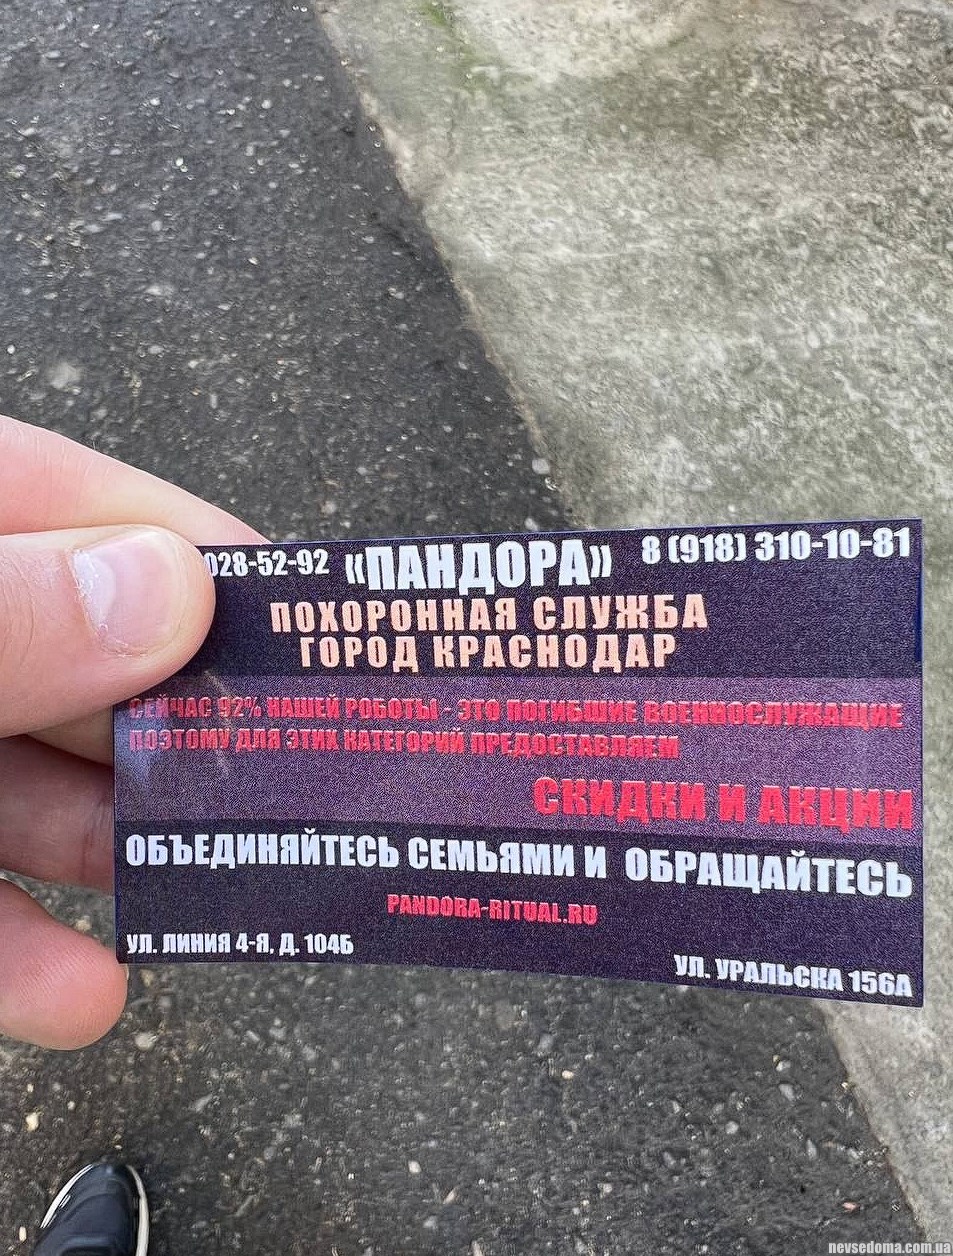 028-52-92 «ПАНДОРА» 8 (918) 310-10-81
ПОХОРОННАЯ СЛУЖБА
ГОРОД КРАСНОДАР
СЕЙЧАС 92% НАШЕЙ РОБОТЫ - ЭТО ПОГИБШИЕ ВОЕННОСЛУЖАЩИЕ
ПОЭТОМУ ДЛЯ ЭТИХ КАТЕГОРИЙ ПРЕДОСТАВЛЯЕМ
СКИДКИ И АКЦИИ
ОБЪЕДИНЯЙТЕСЬ СЕМЬЯМИ И ОБРАЩАЙТЕСЬ
PANDORA-RITUAL.RU
УЛ. ЛИНИЯ 4-Я, Д. 104Б
УЛ. УРАЛЬСКА 156А
nevsedoma.com.ua